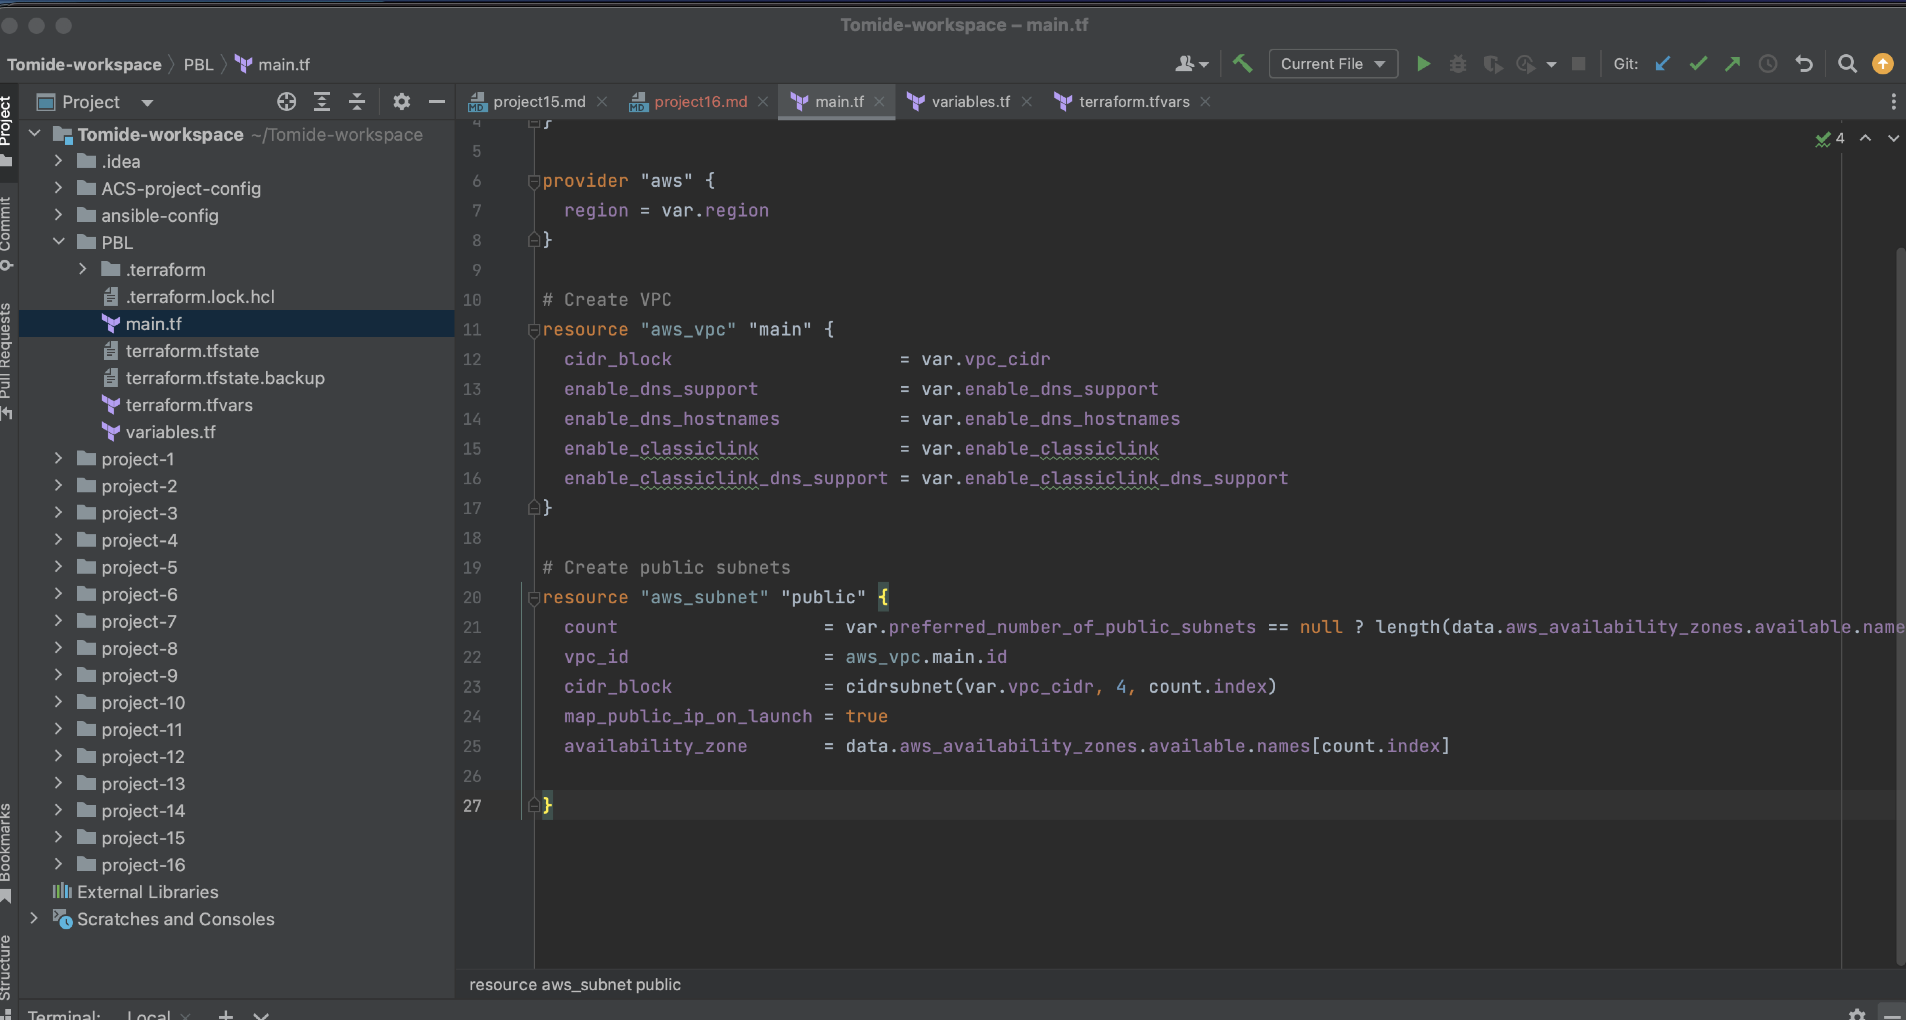 Tomide-workspace – main.tf
Tomide-workspace PBL main.tf
Current File
Git:
Project
Commit
Pull Requests
Bookmarks
Structure
Project
Tomide-workspace ~/Tomide-workspace
.idea
ACS-project-config
ansible-config
PBL
.terraform
.terraform.lock.hcl
main.tf
terraform.tfstate
terraform.tfstate.backup
terraform.tfvars
variables.tf
project-1
project-2
project-3
project-4
project-5
project-6
project-7
project-8
project-9
project-10
project-11
project-12
project-13
project-14
project-15
project-16
External Libraries
Scratches and Consoles
project15.md project16.md main.tf variables.tf terraform.tfvars
4
4 }
5
6 provider "aws" {
7 region = var.region
8 }
9
10 # Create VPC
11 resource "aws_vpc" "main" {
12 cidr_block = var.vpc_cidr
13 enable_dns_support = var.enable_dns_support
14 enable_dns_hostnames = var.enable_dns_hostnames
15 enable_classiclink = var.enable_classiclink
16 enable_classiclink_dns_support = var.enable_classiclink_dns_support
17 }
18
19 # Create public subnets
20 resource "aws_subnet" "public" {
21 count = var.preferred_number_of_public_subnets == null ? length(data.aws_availability_zones.available.name
22 vpc_id = aws_vpc.main.id
23 cidr_block = cidrsubnet(var.vpc_cidr, 4, count.index)
24 map_public_ip_on_launch = true
25 availability_zone = data.aws_availability_zones.available.names[count.index]
26
27 }
resource aws_subnet public
Terminal: Local